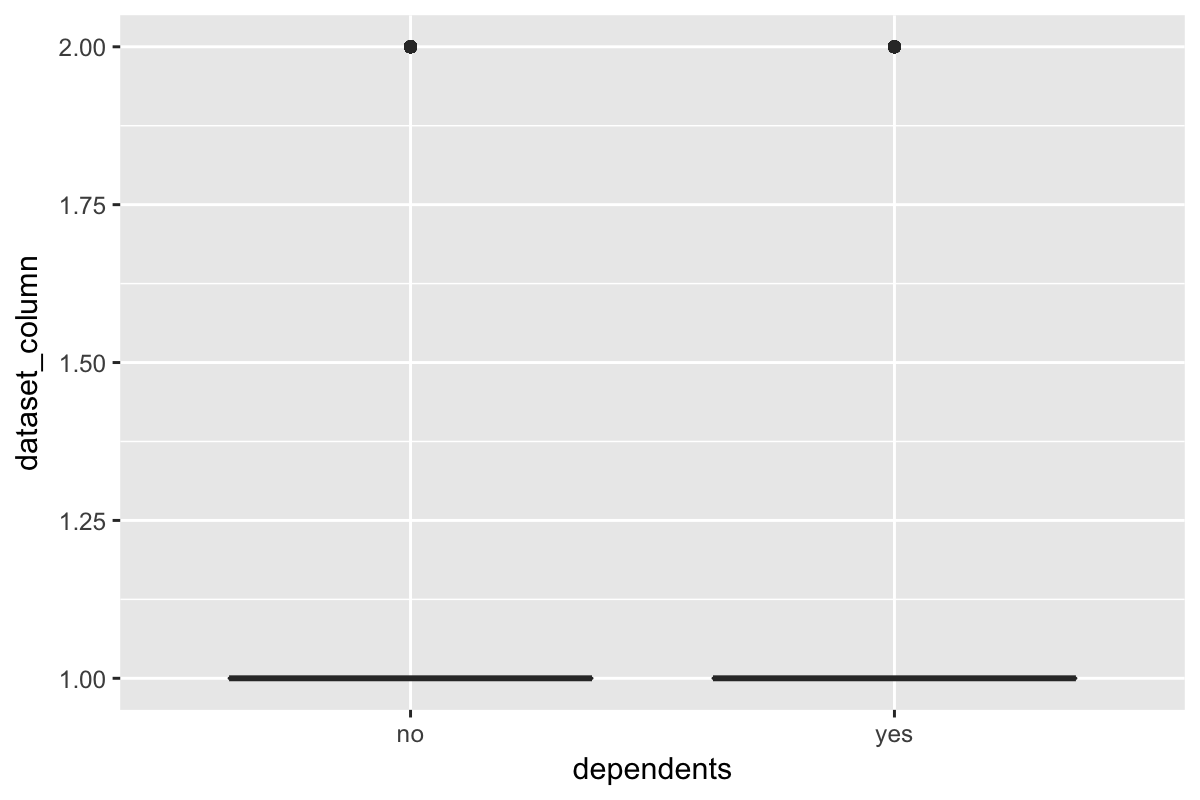 dataset_column
2.00
1.75
1.50
1.25
1.00
no yes
dependents